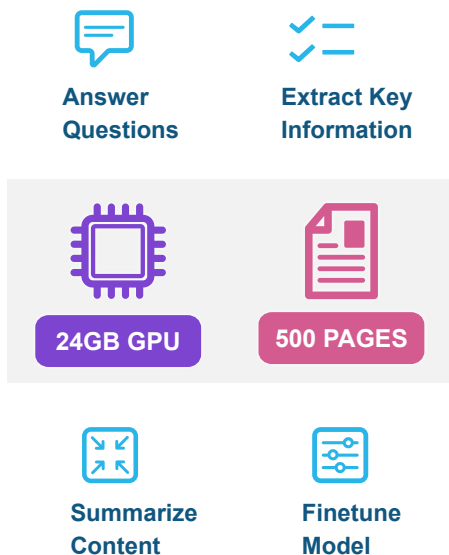 Answer
Questions
Extract Key
Information
24GB GPU
500 PAGES
Summarize
Content
Finetune
Model